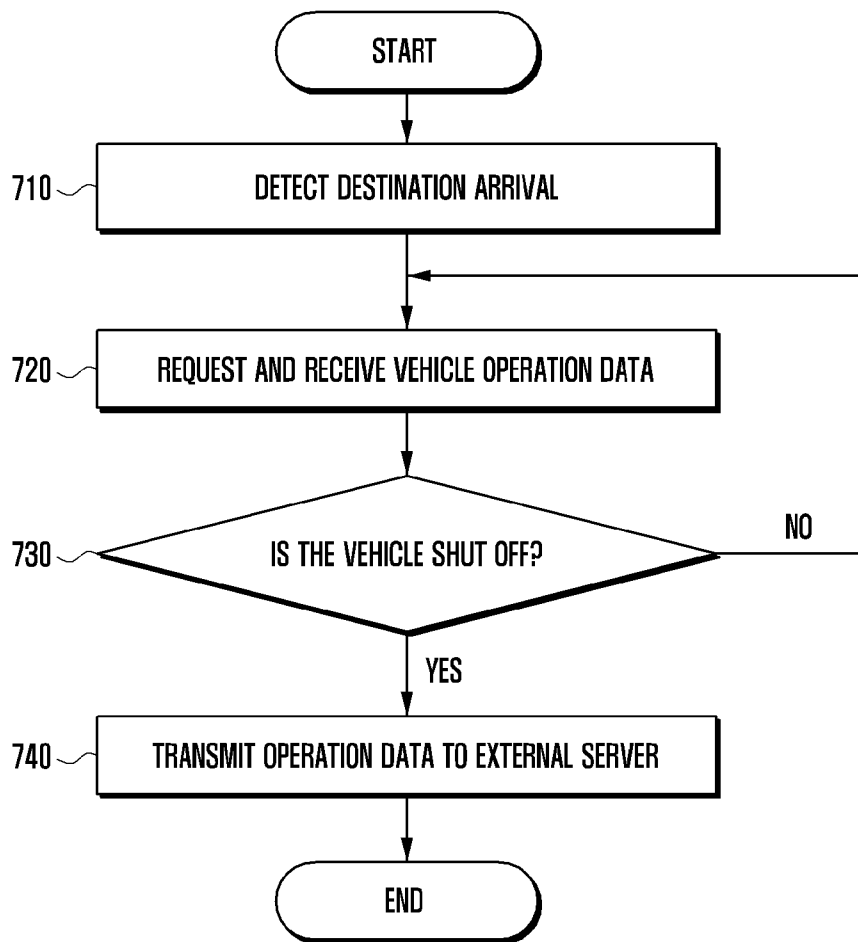 START
710
DETECT DESTINATION ARRIVAL
720
REQUEST AND RECEIVE VEHICLE OPERATION DATA
730
IS THE VEHICLE SHUT OFF?
NO
YES
740
TRANSMIT OPERATION DATA TO EXTERNAL SERVER
END